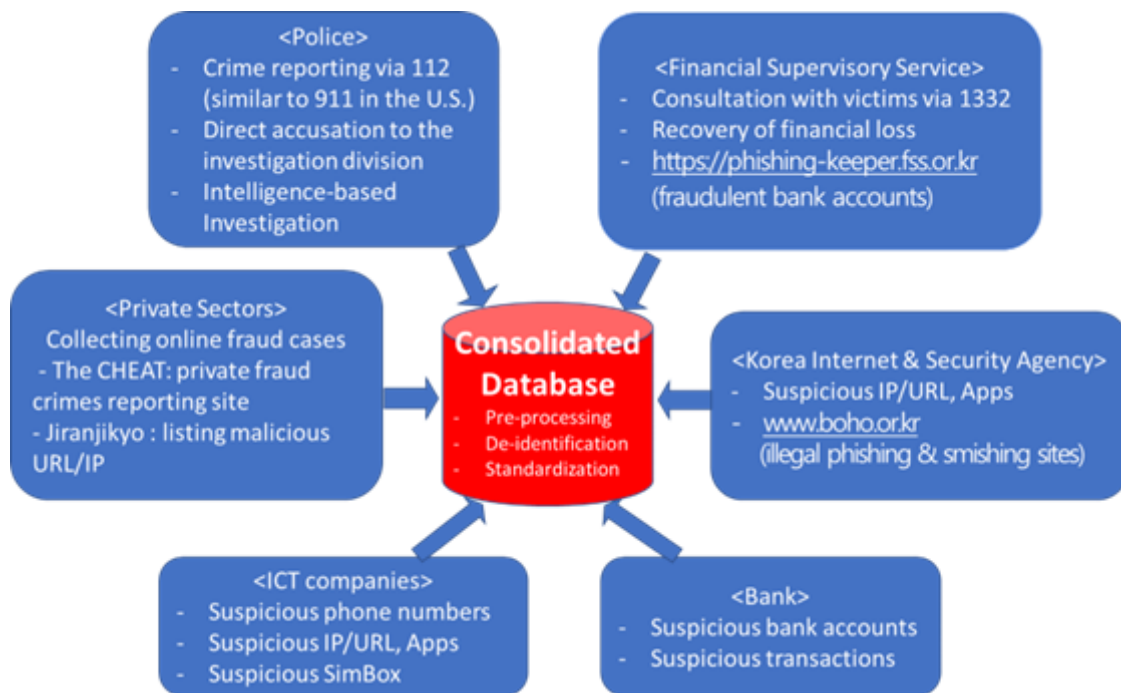 <Police>
- Crime reporting via 112
(similar to 911 in the U.S.)
- Direct accusation to the
investigation division
- Intelligence-based
Investigation
<Financial Supervisory Service>
- Consultation with victims via 1332
- Recovery of financial loss
- https://phishing-keeper.fss.or.kr
(fraudulent bank accounts)
<Private Sectors>
Collecting online fraud cases
- The CHEAT: private fraud
crimes reporting site
- Jiranjikyo : listing malicious
URL/IP
Consolidated
Database
- Pre-processing
- De-identification
- Standardization
<Korea Internet & Security Agency>
- Suspicious IP/URL, Apps
- www.boho.or.kr
(illegal phishing & smishing sites)
<ICT companies>
- Suspicious phone numbers
- Suspicious IP/URL, Apps
- Suspicious SimBox
<Bank>
- Suspicious bank accounts
- Suspicious transactions